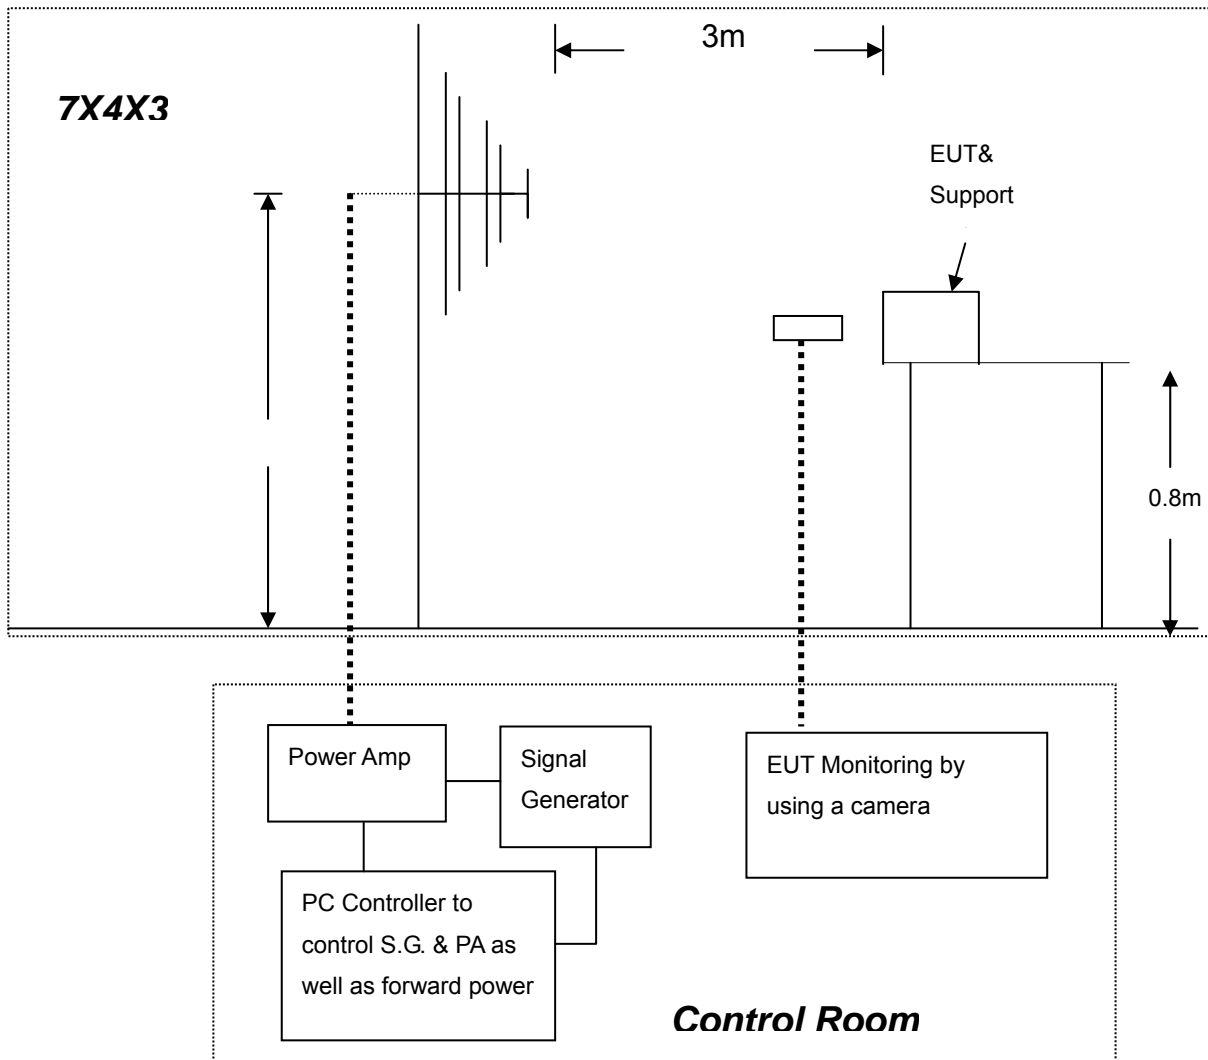 3m
7X4X3
EUT&
Support
0.8m
Power Amp
Signal
Generator
EUT Monitoring by
using a camera
PC Controller to
control S.G. & PA as
well as forward power
Control Room